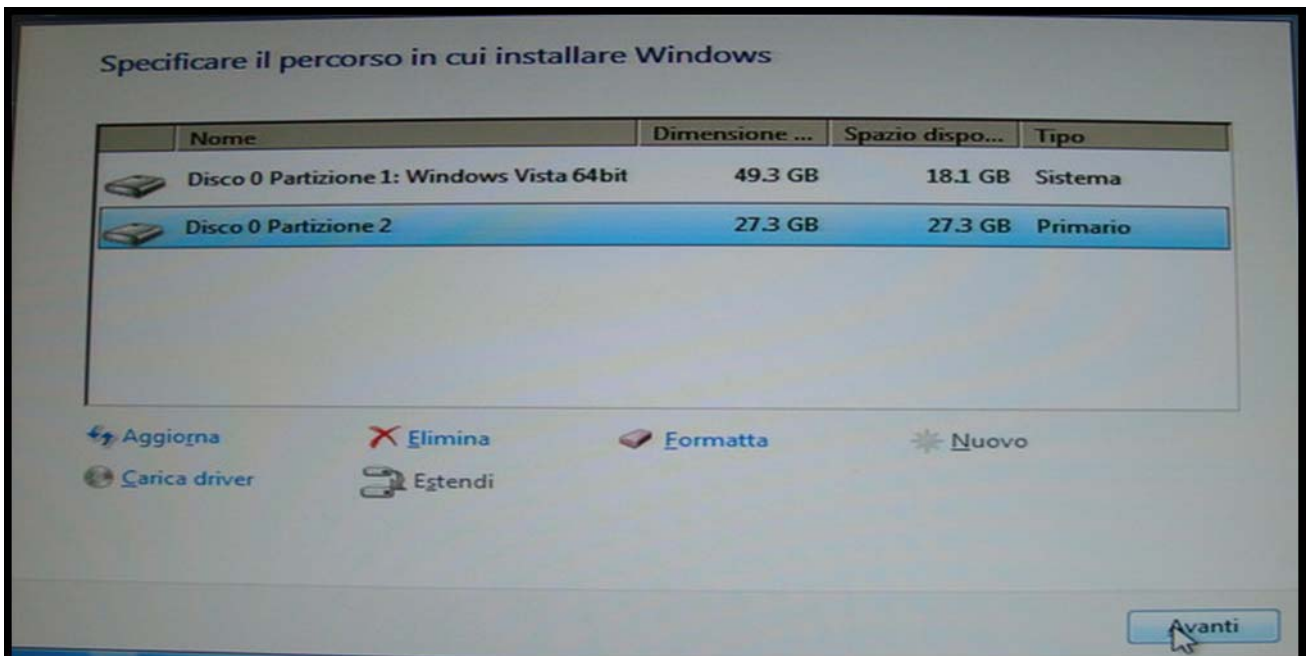 Specificare il percorso in cui installare Windows
Nome Dimensione ... Spazio dispo... Tipo
Disco 0 Partizione 1: Windows Vista 64bit 49.3 GB 18.1 GB Sistema
Disco 0 Partizione 2 27.3 GB 27.3 GB Primario
Aggiorna Elimina Formatta Nuovo
Carica driver Estendi
Avanti